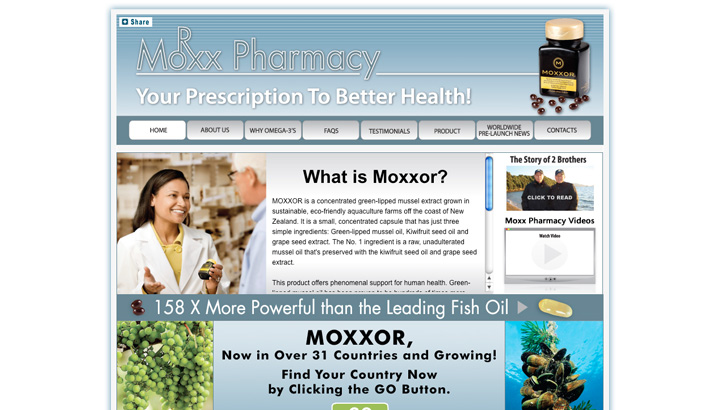 Share
MoRxx Pharmacy
Your Prescription To Better Health!
M
MOXXOR
HOME
ABOUT US
WHY OMEGA-3'S
FAQS
TESTIMONIALS
PRODUCT
WORLDWIDE
PRE-LAUNCH NEWS
CONTACTS
What is Moxxor?
MOXXOR is a concentrated green-lipped mussel extract grown in
sustainable, eco-friendly aquaculture farms off the coast of New
Zealand. It is a small, concentrated capsule that has just three
simple ingredients: Green-lipped mussel oil, Kiwifruit seed oil and
grape seed extract. The No. 1 ingredient is a raw, unadulterated
mussel oil that's preserved with the kiwifruit seed oil and grape seed
extract.
This product offers phenomenal support for human health. Green-
The Story of 2 Brothers
CLICK TO READ
Moxx Pharmacy Videos
Watch Video
158 X More Powerful than the Leading Fish Oil
MOXXOR,
Now in Over 31 Countries and Growing!
Find Your Country Now
by Clicking the GO Button.